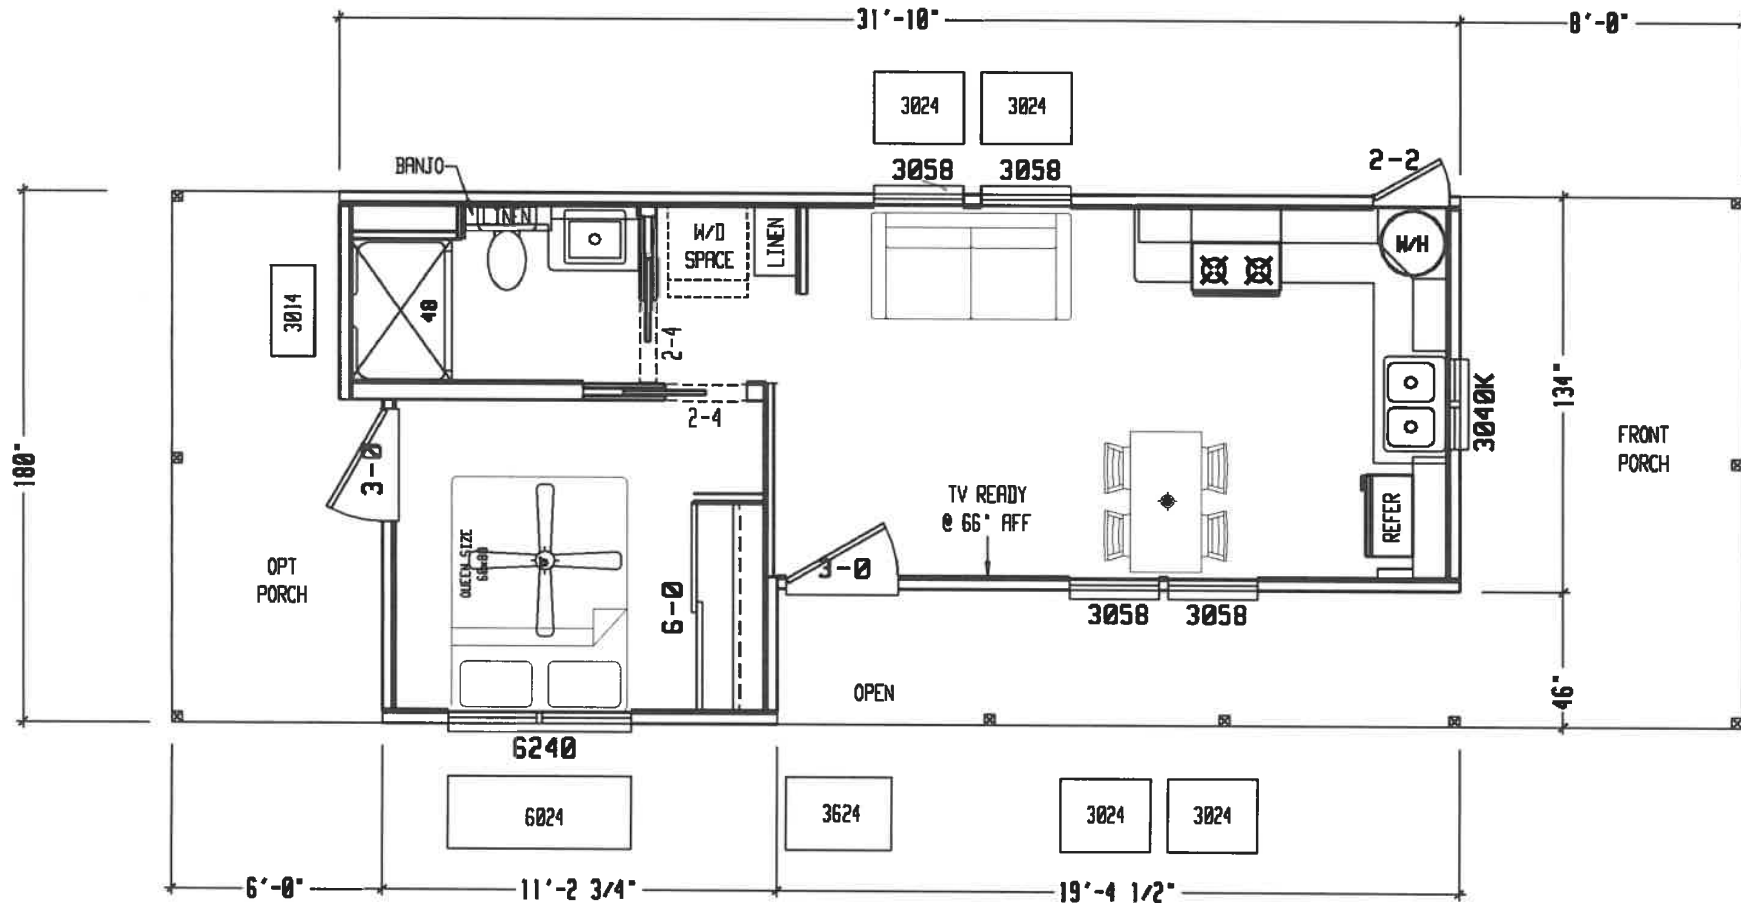 31'-10"
8'-0"
3024
3024
BANJO
3058
3058
2-2
LINEN
W/D
SPACE
LINEN
W/H
3014
48
2-4
2-4
180"
134"
3040K
FRONT
PORCH
3-0
TV READY
@ 66" AFF
REFER
QUEEN SIZE
60x80
OPT
PORCH
3-0
6-0
3058
3058
46"
OPEN
6240
6024
3624
3024
3024
6'-0"
11'-2 3/4"
19'-4 1/2"